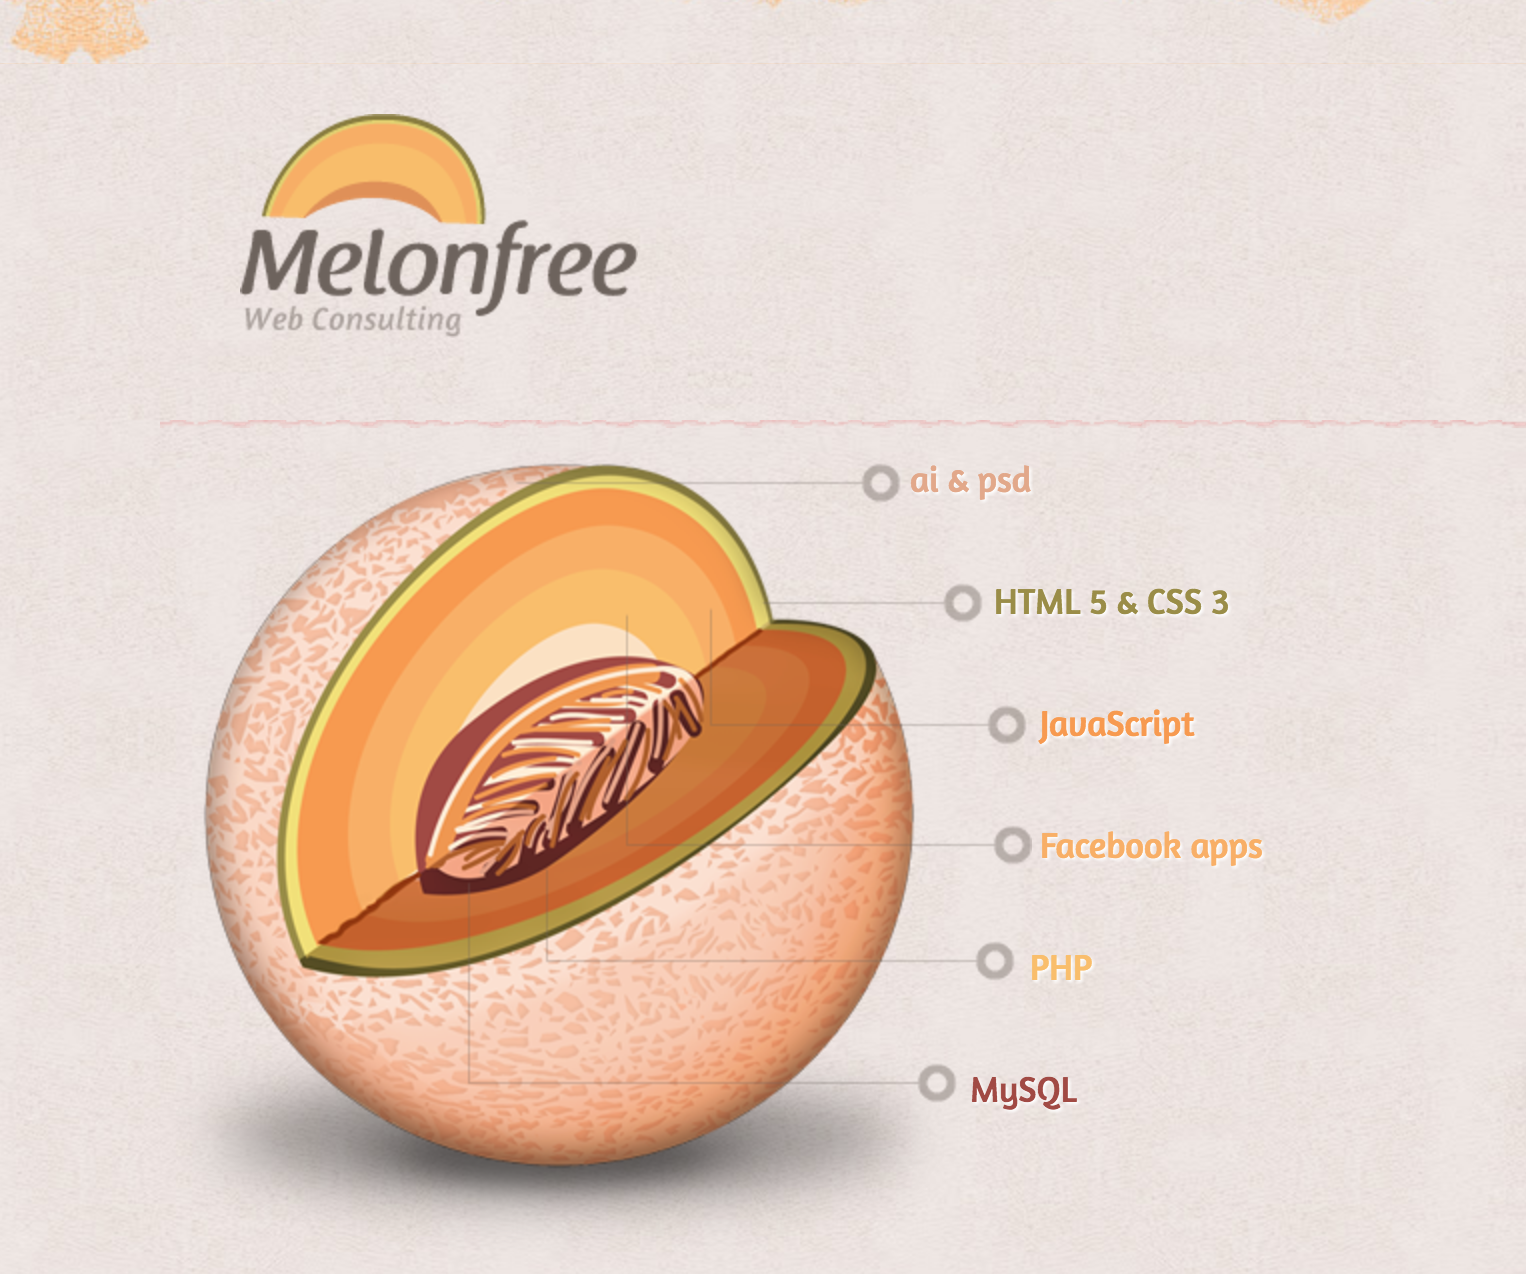 Melonfree
Web Consulting
ai & psd
HTML 5 & CSS 3
JavaScript
Facebook apps
PHP
MySQL